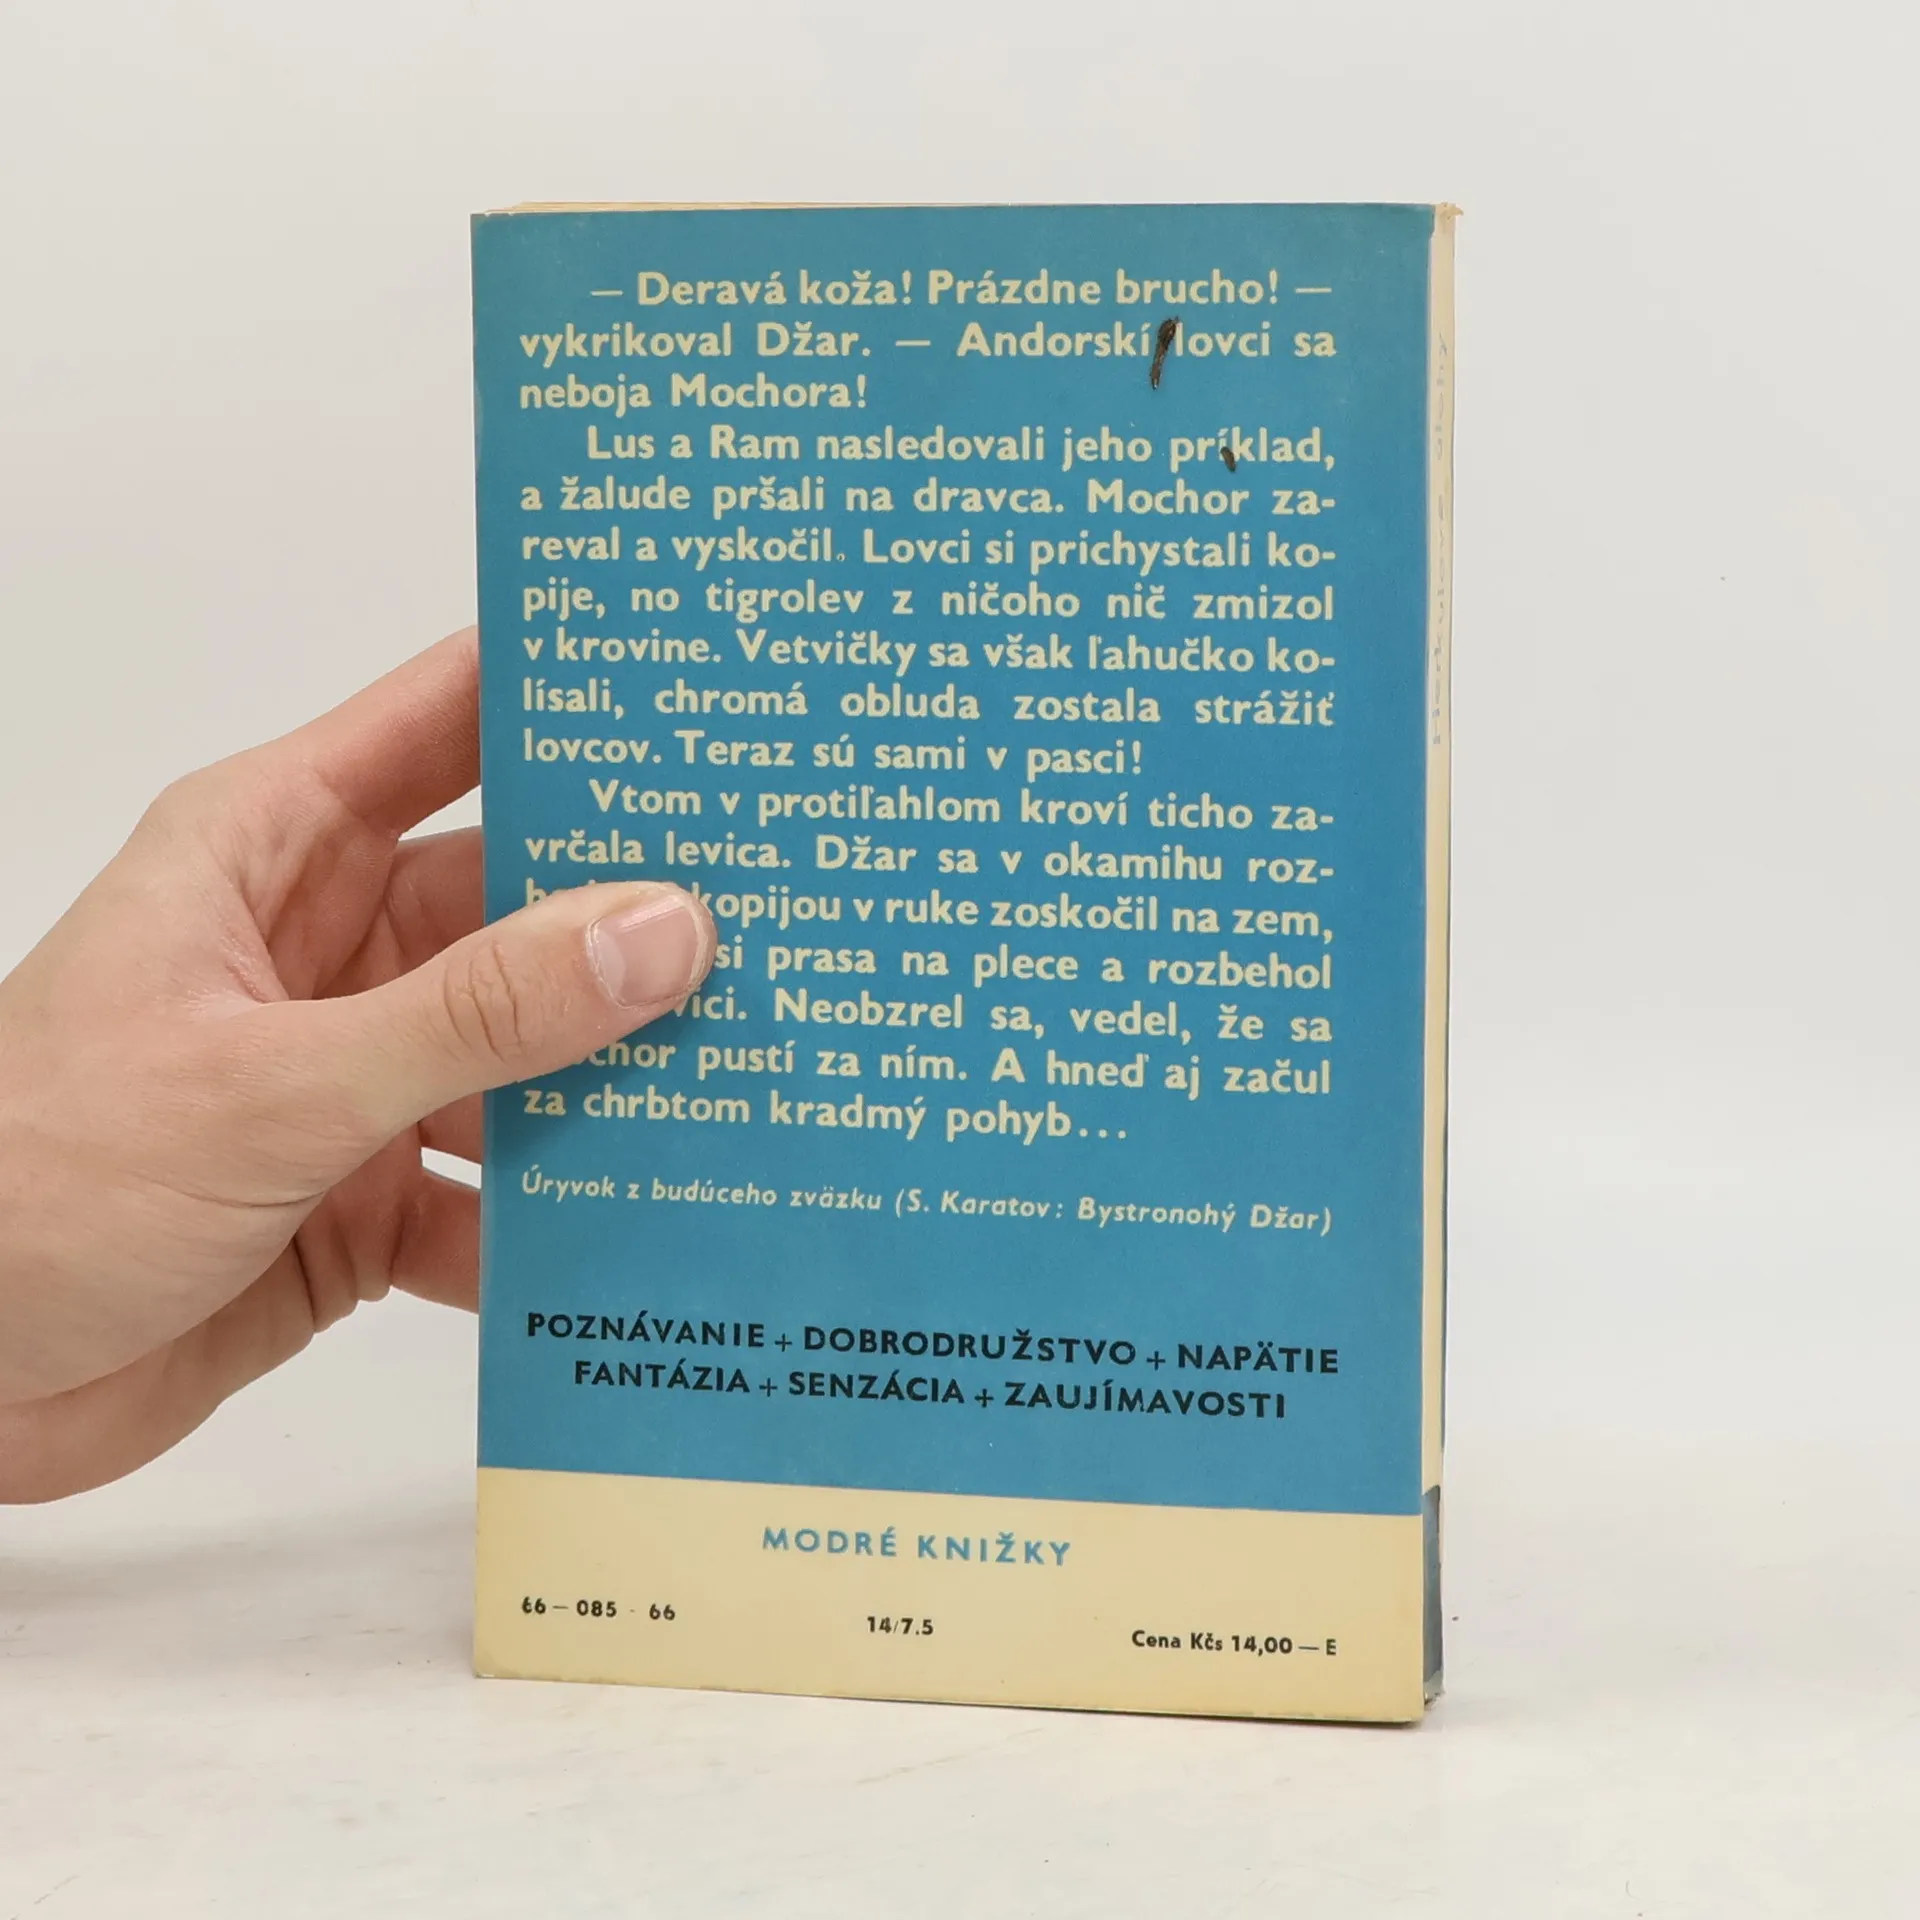 — Deravá koža! Prázdne brucho! —
vykrikoval Džar. — Andorskí lovci sa
neboja Mochora!
Lus a Ram nasledovali jeho príklad,
a žalude pršali na dravca. Mochor za-
reval a vyskočil. Lovci si prichystali ko-
pije, no tigrolev z ničoho nič zmizol
v krovine. Vetvičky sa však ľahučko ko-
lísali, chromá obluda zostala strážiť
lovcov. Teraz sú sami v pasci!
Vtom v protiľahlom kroví ticho za-
vrčala levica. Džar sa v okamihu roz-
kopijou v ruke zoskočil na zem,
si prasa na plece a rozbehol
Neobzrel sa, vedel, že sa
pustí za ním. A hneď aj začul
za chrbtom kradmý pohyb...
Úryvok z budúceho zväzku (S. Karatov: Bystronohý Džar)
POZNÁVANIE + DOBRODRUŽSTVO + NAPÄTIE
FANTÁZIA + SENZÁCIA + ZAUJÍMAVOSTI
MODRÉ KNIŽKY
66 — 085 - 66
14/7.5
Cena Kčs 14,00 — E
Herkulove úlohy